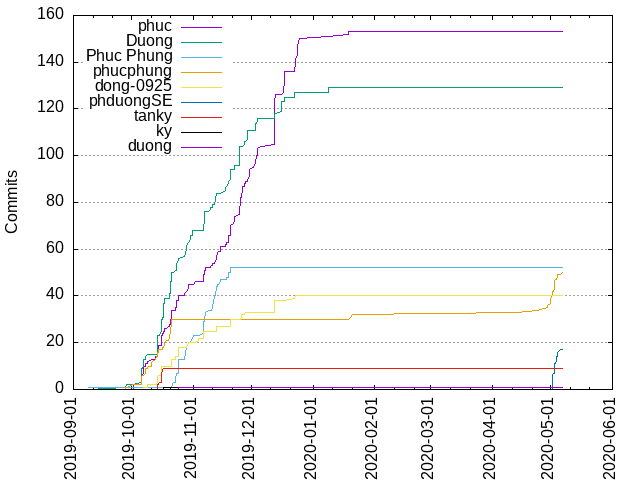 160
140
120
100
80
60
40
20
0
Commits
phuc
Duong
Phuc Phung
phucphung
dong-0925
phduongSE
tanky
ky
duong
2019-09-01
2019-10-01
2019-11-01
2019-12-01
2020-01-01
2020-02-01
2020-03-01
2020-04-01
2020-05-01
2020-06-01